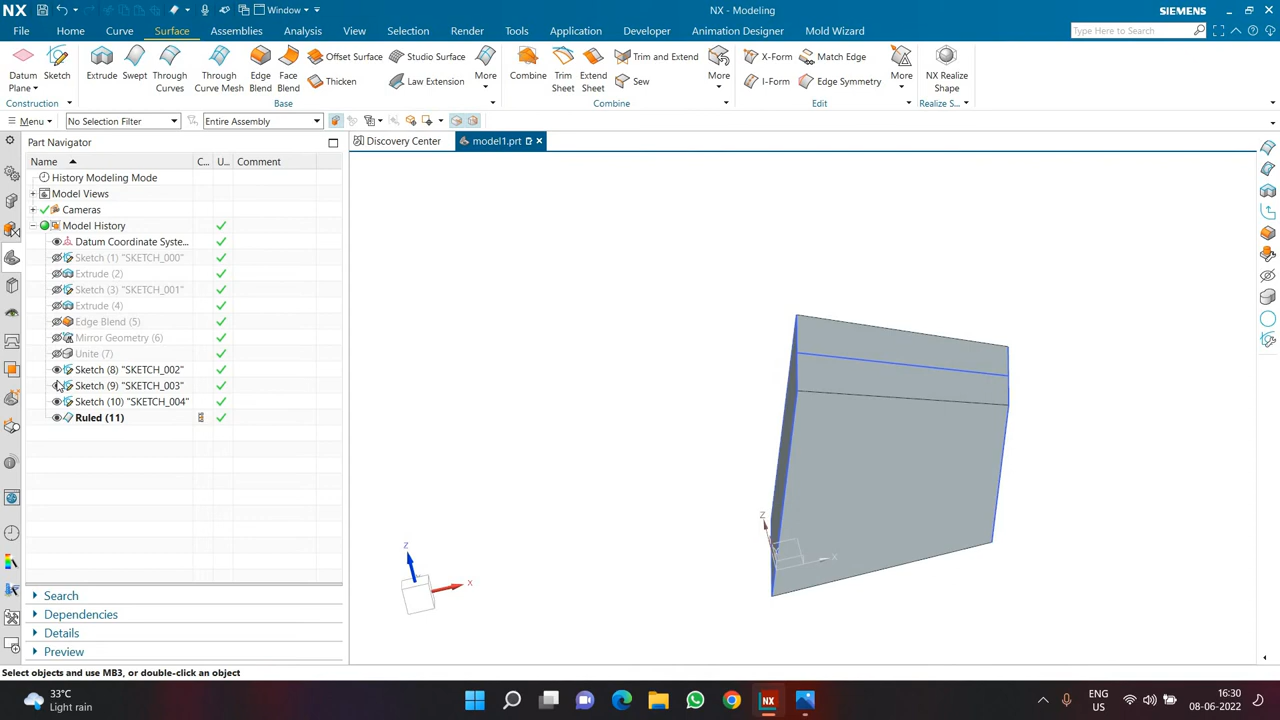 NX Window NX - Modeling SIEMENS
File Home Curve Surface Assemblies Analysis View Selection Render Tools Application Developer Animation Designer Mold Wizard Type Here to Search
Datum Plane Sketch Extrude Swept Through Curves Through Curve Mesh Edge Blend Face Blend Offset Surface Studio Surface More Combine Trim Sheet Extend Sheet Trim and Extend More X-Form Match Edge More NX Realize Shape
Thicken Law Extension Sew I-Form Edge Symmetry
Construction Base Combine Edit Realize S...
Menu No Selection Filter Entire Assembly
Part Navigator Discovery Center model1.prt
Name C... U... Comment
History Modeling Mode
Model Views
Cameras
Model History
Datum Coordinate Syste...
Sketch (1) "SKETCH_000"
Extrude (2)
Sketch (3) "SKETCH_001"
Extrude (4)
Edge Blend (5)
Mirror Geometry (6)
Unite (7)
Sketch (8) "SKETCH_002"
Sketch (9) "SKETCH_003"
Sketch (10) "SKETCH_004"
Ruled (11)
Z
X
Z
X
Search
Dependencies
Details
Preview
Select objects and use MB3, or double-click an object
33°C
Light rain
ENG
US
16:30
08-06-2022